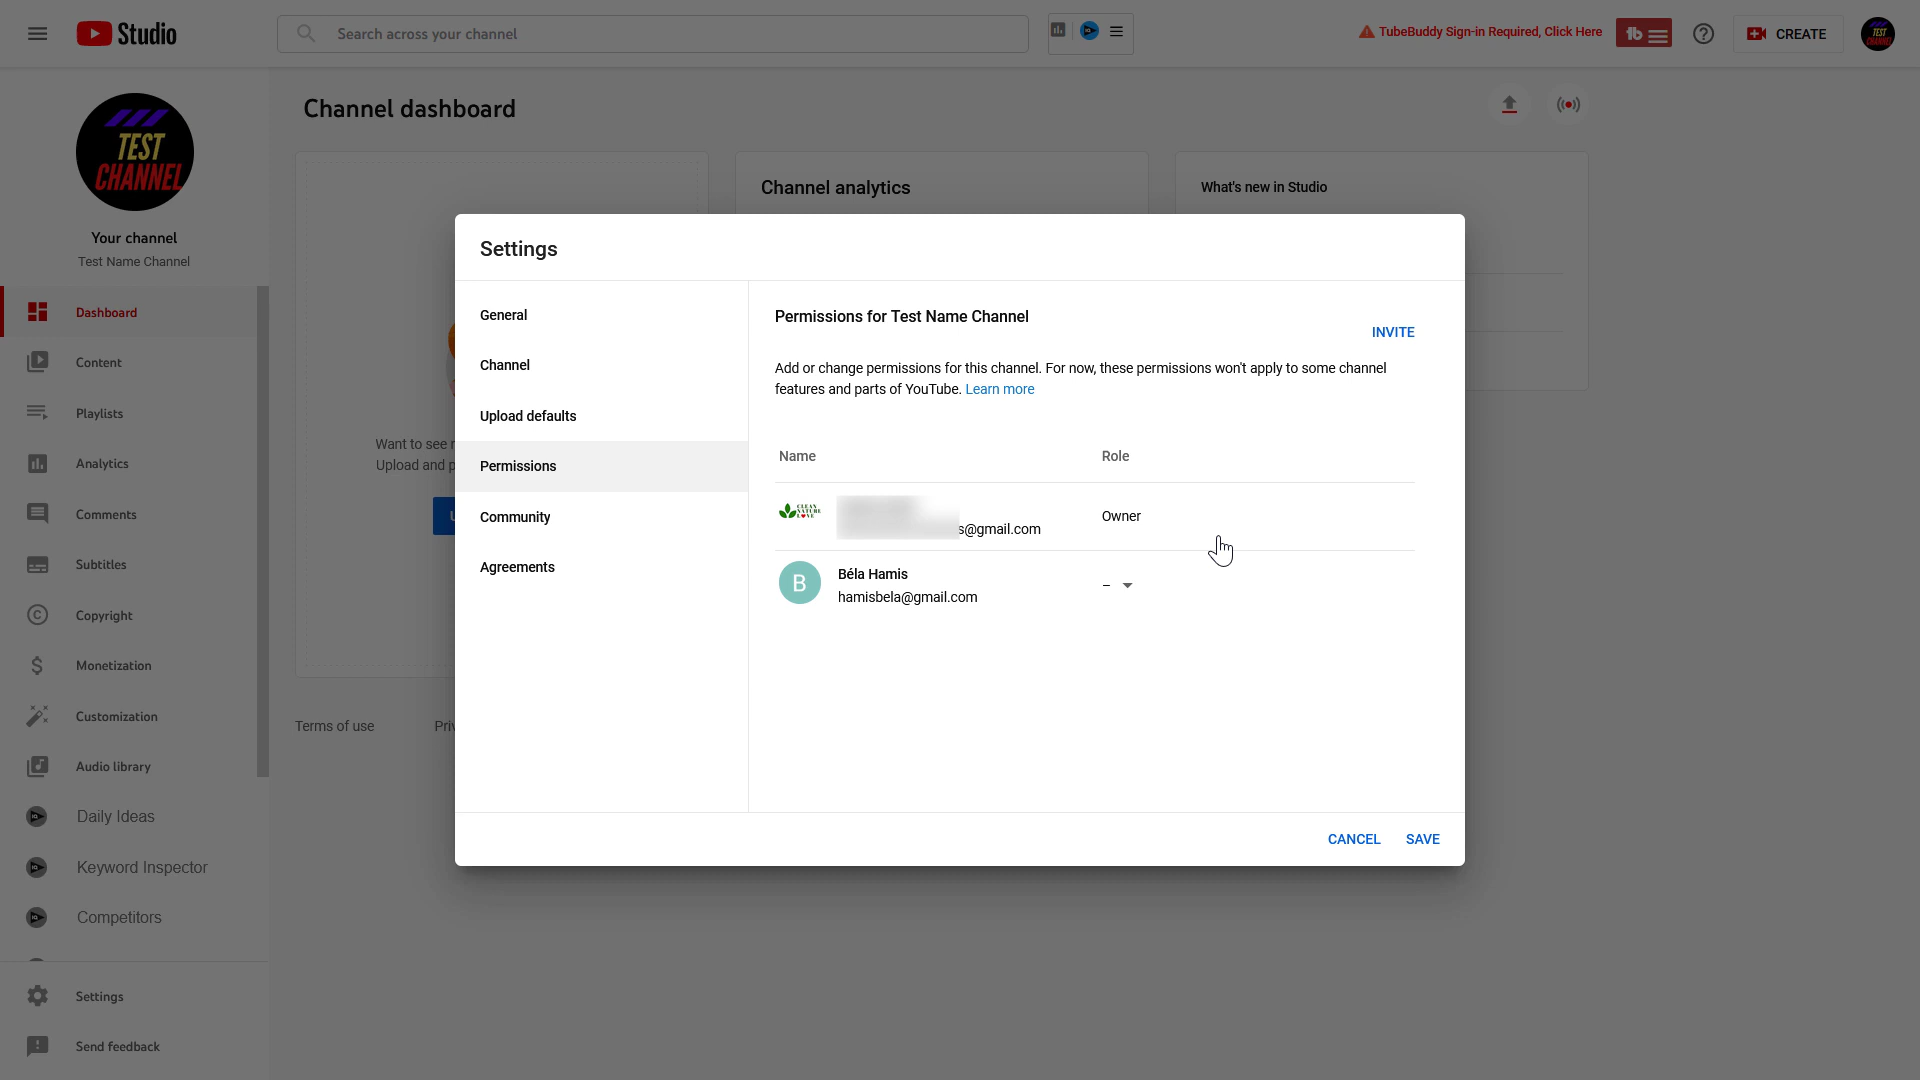 Studio
Search across your channel
TubeBuddy Sign-in Required, Click Here
CREATE
TEST
CHANNEL
Your channel
Test Name Channel
Dashboard
Content
Playlists
Analytics
Comments
Subtitles
Copyright
Monetization
Customization
Audio library
Daily Ideas
Keyword Inspector
Competitors
Settings
Send feedback
Channel dashboard
Channel analytics
What's new in Studio
Want to see
Upload and
Terms of use
Settings
General
Channel
Upload defaults
Permissions
Community
Agreements
Permissions for Test Name Channel
INVITE
Add or change permissions for this channel. For now, these permissions won't apply to some channel
features and parts of YouTube. Learn more
Name Role
CLEAN
NATURE
LOVE
s@gmail.com
Owner
B
Béla Hamis
hamisbela@gmail.com
–
CANCEL SAVE